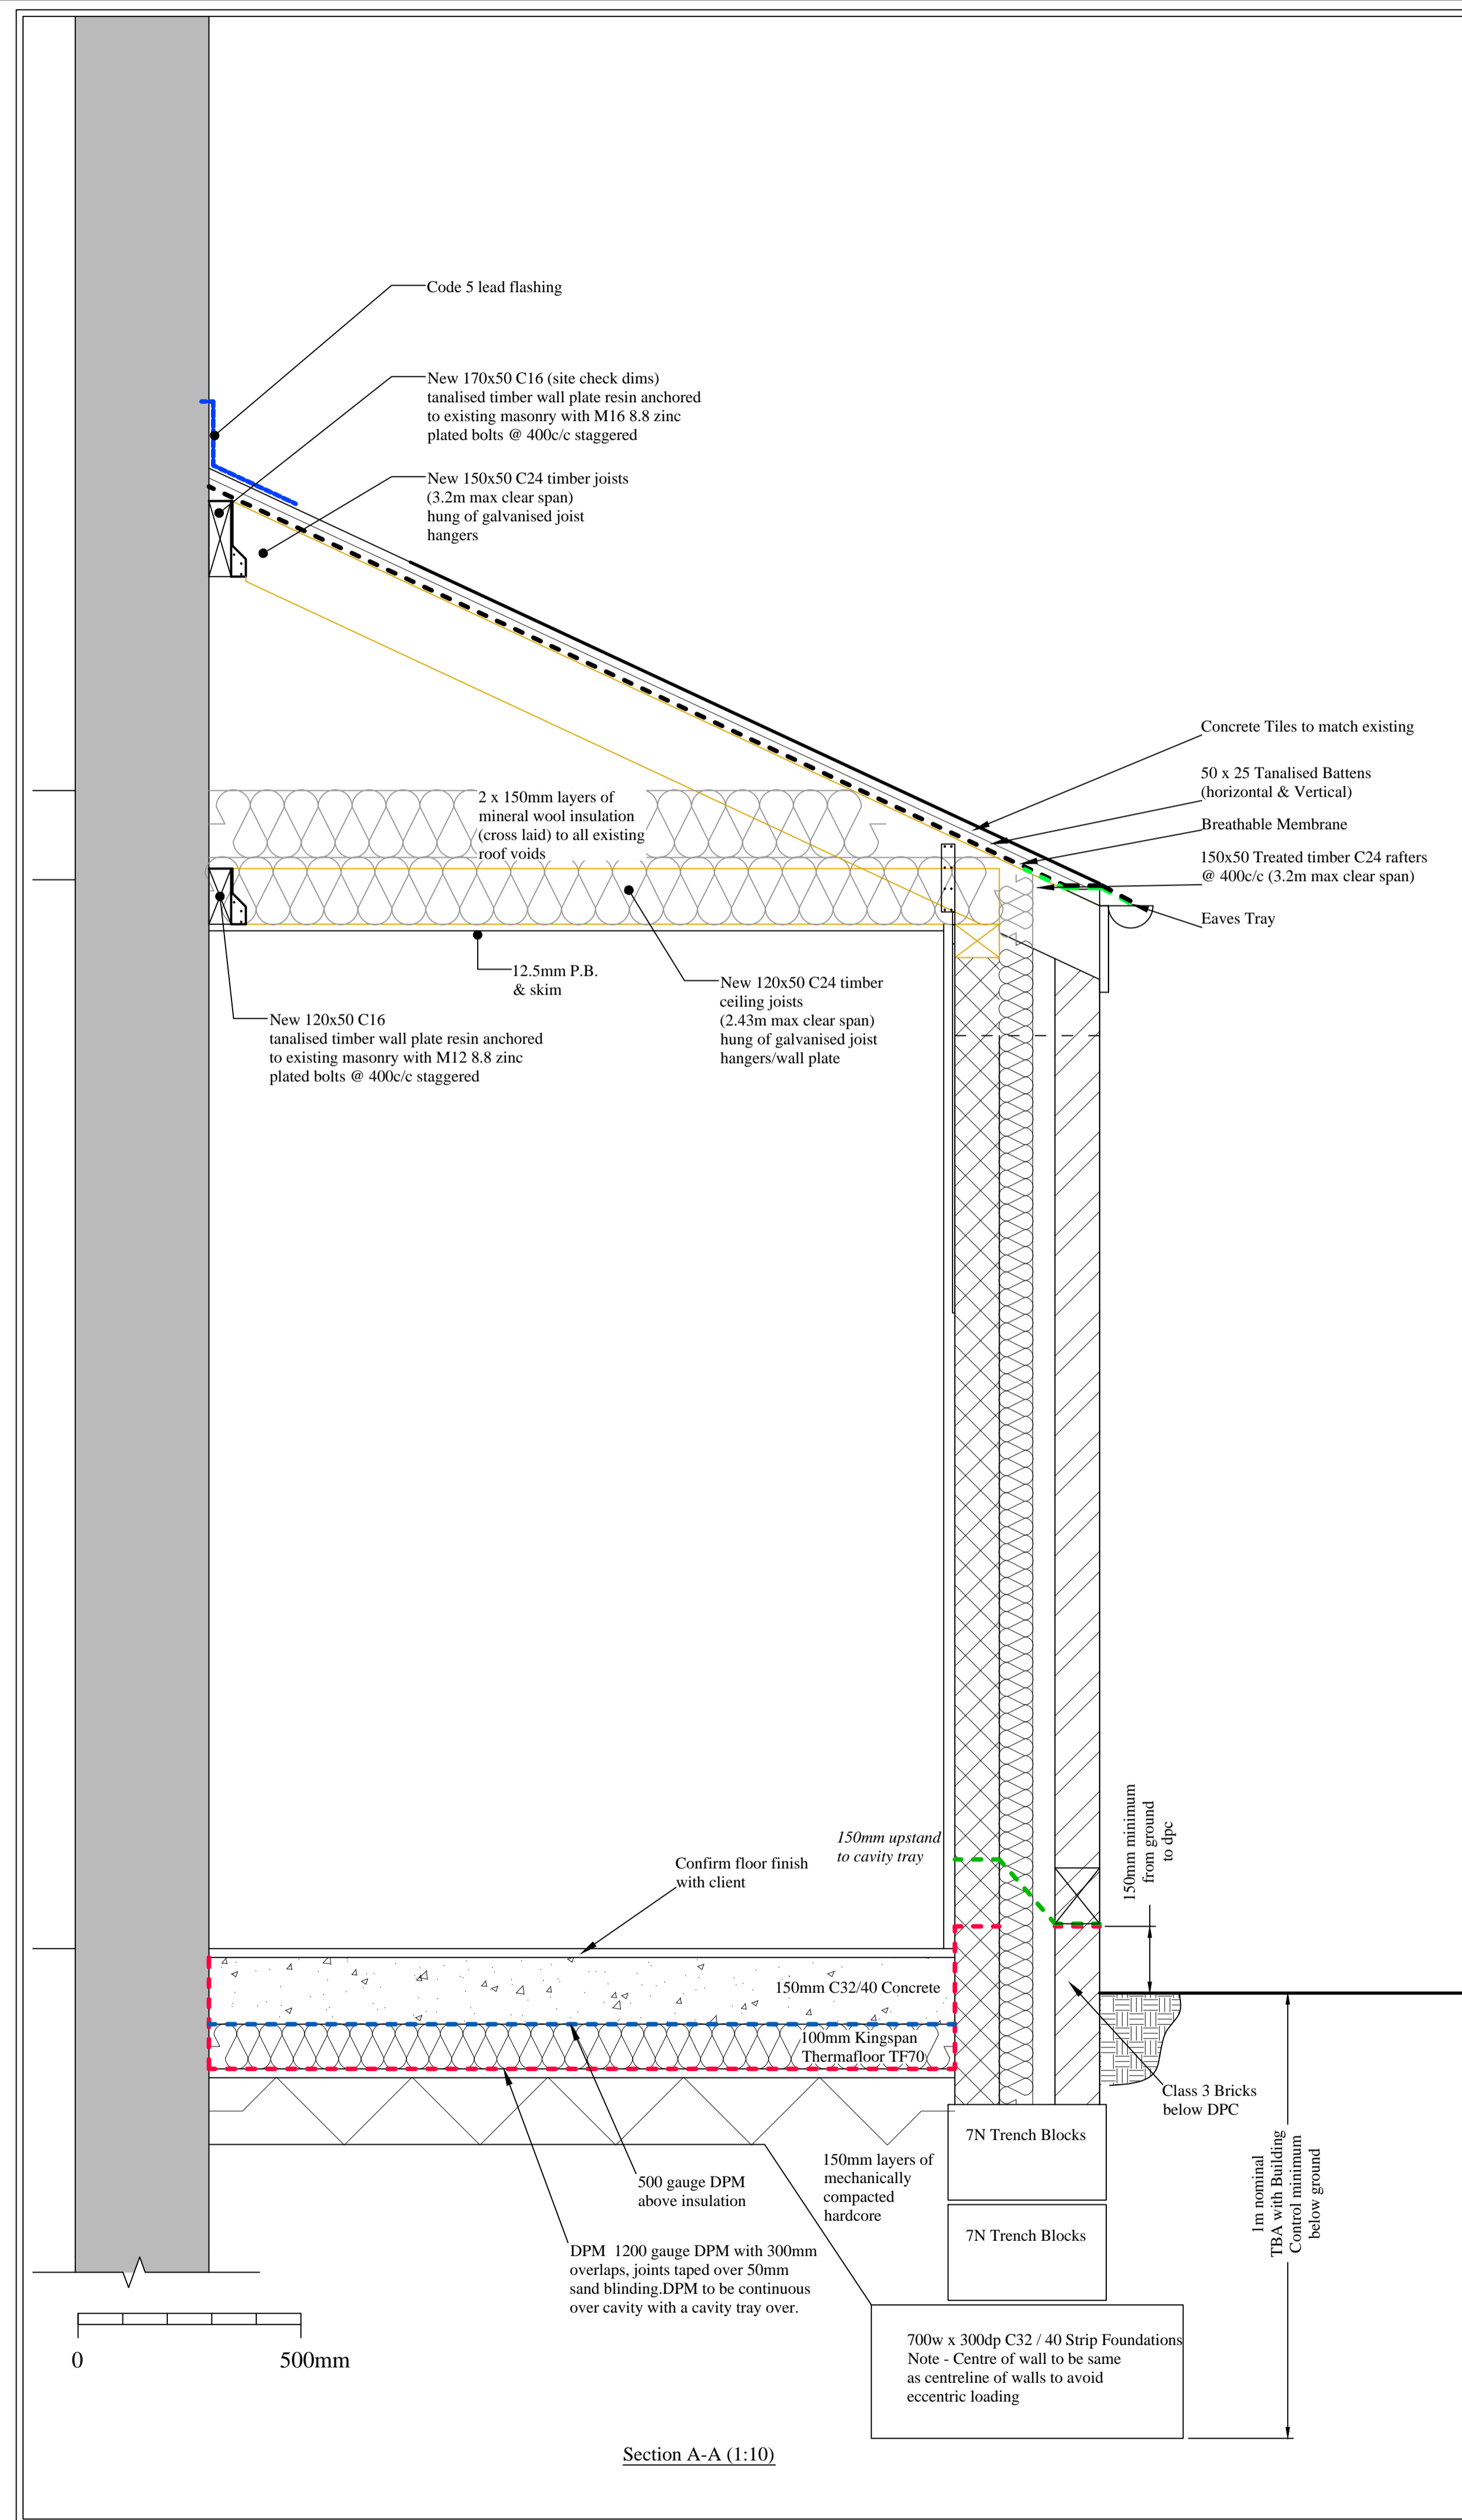 Code 5 lead flashing
New 170x50 C16 (site check dims)
tanalised timber wall plate resin anchored
to existing masonry with M16 8.8 zinc
plated bolts @ 400c/c staggered
New 150x50 C24 timber joists
(3.2m max clear span)
hung of galvanised joist
hangers
Concrete Tiles to match existing
50 x 25 Tanalised Battens
(horizontal & Vertical)
Breathable Membrane
150x50 Treated timber C24 rafters
@ 400c/c (3.2m max clear span)
Eaves Tray
2 x 150mm layers of
mineral wool insulation
(cross laid) to all existing
roof voids
12.5mm P.B.
& skim
New 120x50 C24 timber
ceiling joists
(2.43m max clear span)
hung of galvanised joist
hangers/wall plate
New 120x50 C16
tanalised timber wall plate resin anchored
to existing masonry with M12 8.8 zinc
plated bolts @ 400c/c staggered
150mm upstand
to cavity tray
150mm minimum
from ground
to dpc
Confirm floor finish
with client
150mm C32/40 Concrete
100mm Kingspan
Thermafloor TF70
Class 3 Bricks
below DPC
7N Trench Blocks
7N Trench Blocks
150mm layers of
mechanically
compacted
hardcore
500 gauge DPM
above insulation
DPM  1200 gauge DPM with 300mm
overlaps, joints taped over 50mm
sand blinding.DPM to be continuous
over cavity with a cavity tray over.
1m nominal
TBA with Building
Control minimum
below ground
700w x 300dp C32 / 40 Strip Foundations
Note - Centre of wall to be same
as centreline of walls to avoid
eccentric loading
0 500mm
Section A-A (1:10)